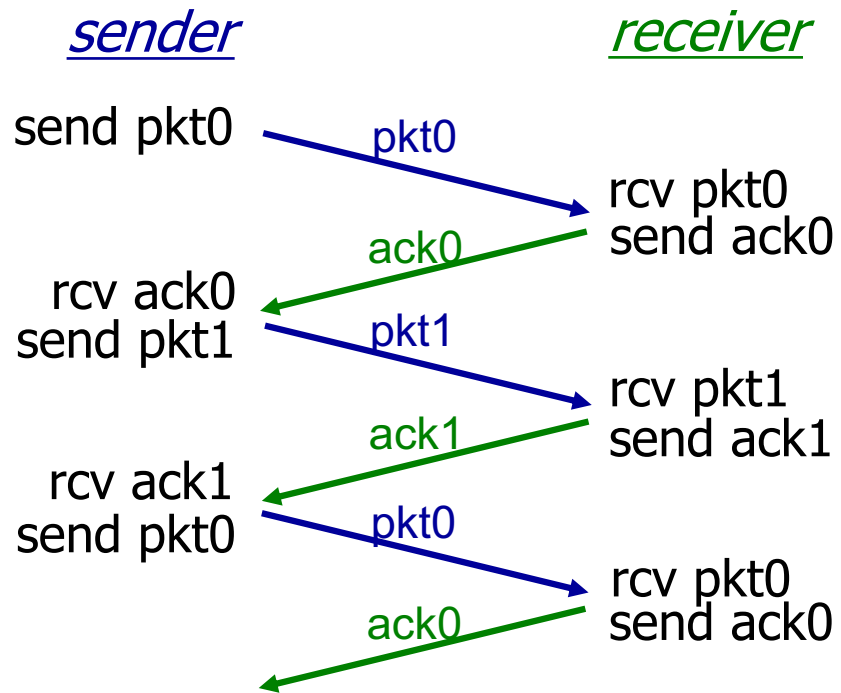 sender
receiver
send pkt0
pkt0
rcv pkt0
send ack0
ack0
rcv ack0
send pkt1
pkt1
rcv pkt1
send ack1
ack1
rcv ack1
send pkt0
pkt0
rcv pkt0
send ack0
ack0